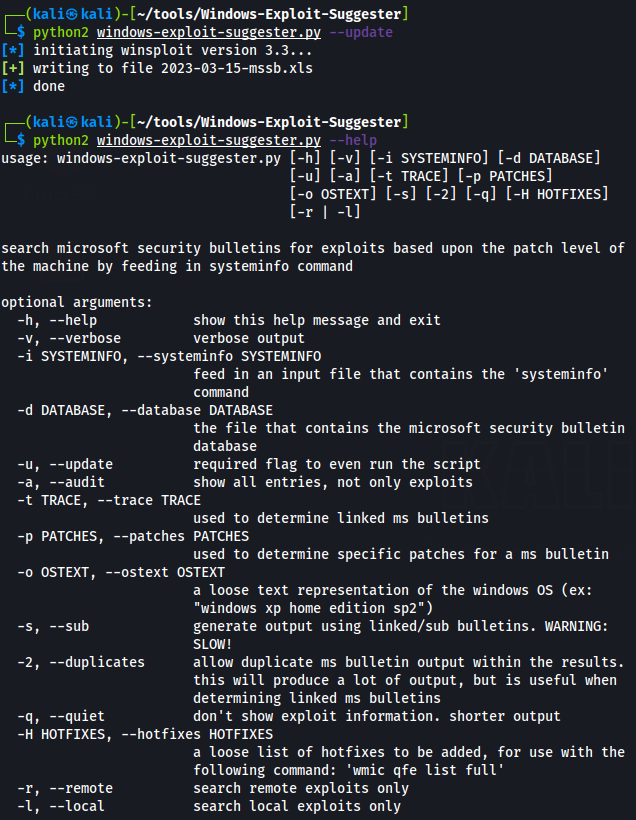 ┌──(kali㉿kali)-[~/tools/Windows-Exploit-Suggester]
└─$ python2 windows-exploit-suggester.py --update
[*] initiating winsploit version 3.3...
[+] writing to file 2023-03-15-mssb.xls
[*] done
┌──(kali㉿kali)-[~/tools/Windows-Exploit-Suggester]
└─$ python2 windows-exploit-suggester.py --help
usage: windows-exploit-suggester.py [-h] [-v] [-i SYSTEMINFO] [-d DATABASE]
[-u] [-a] [-t TRACE] [-p PATCHES]
[-o OSTEXT] [-s] [-2] [-q] [-H HOTFIXES]
[-r | -l]
search microsoft security bulletins for exploits based upon the patch level of
the machine by feeding in systeminfo command
optional arguments:
-h, --help show this help message and exit
-v, --verbose verbose output
-i SYSTEMINFO, --systeminfo SYSTEMINFO
feed in an input file that contains the 'systeminfo'
command
-d DATABASE, --database DATABASE
the file that contains the microsoft security bulletin
database
-u, --update required flag to even run the script
-a, --audit show all entries, not only exploits
-t TRACE, --trace TRACE
used to determine linked ms bulletins
-p PATCHES, --patches PATCHES
used to determine specific patches for a ms bulletin
-o OSTEXT, --ostext OSTEXT
a loose text representation of the windows OS (ex:
"windows xp home edition sp2")
-s, --sub generate output using linked/sub bulletins. WARNING:
SLOW!
-2, --duplicates allow duplicate ms bulletin output within the results.
this will produce a lot of output, but is useful when
determining linked ms bulletins
-q, --quiet don't show exploit information. shorter output
-H HOTFIXES, --hotfixes HOTFIXES
a loose list of hotfixes to be added, for use with the
following command: 'wmic qfe list full'
-r, --remote search remote exploits only
-l, --local search local exploits only